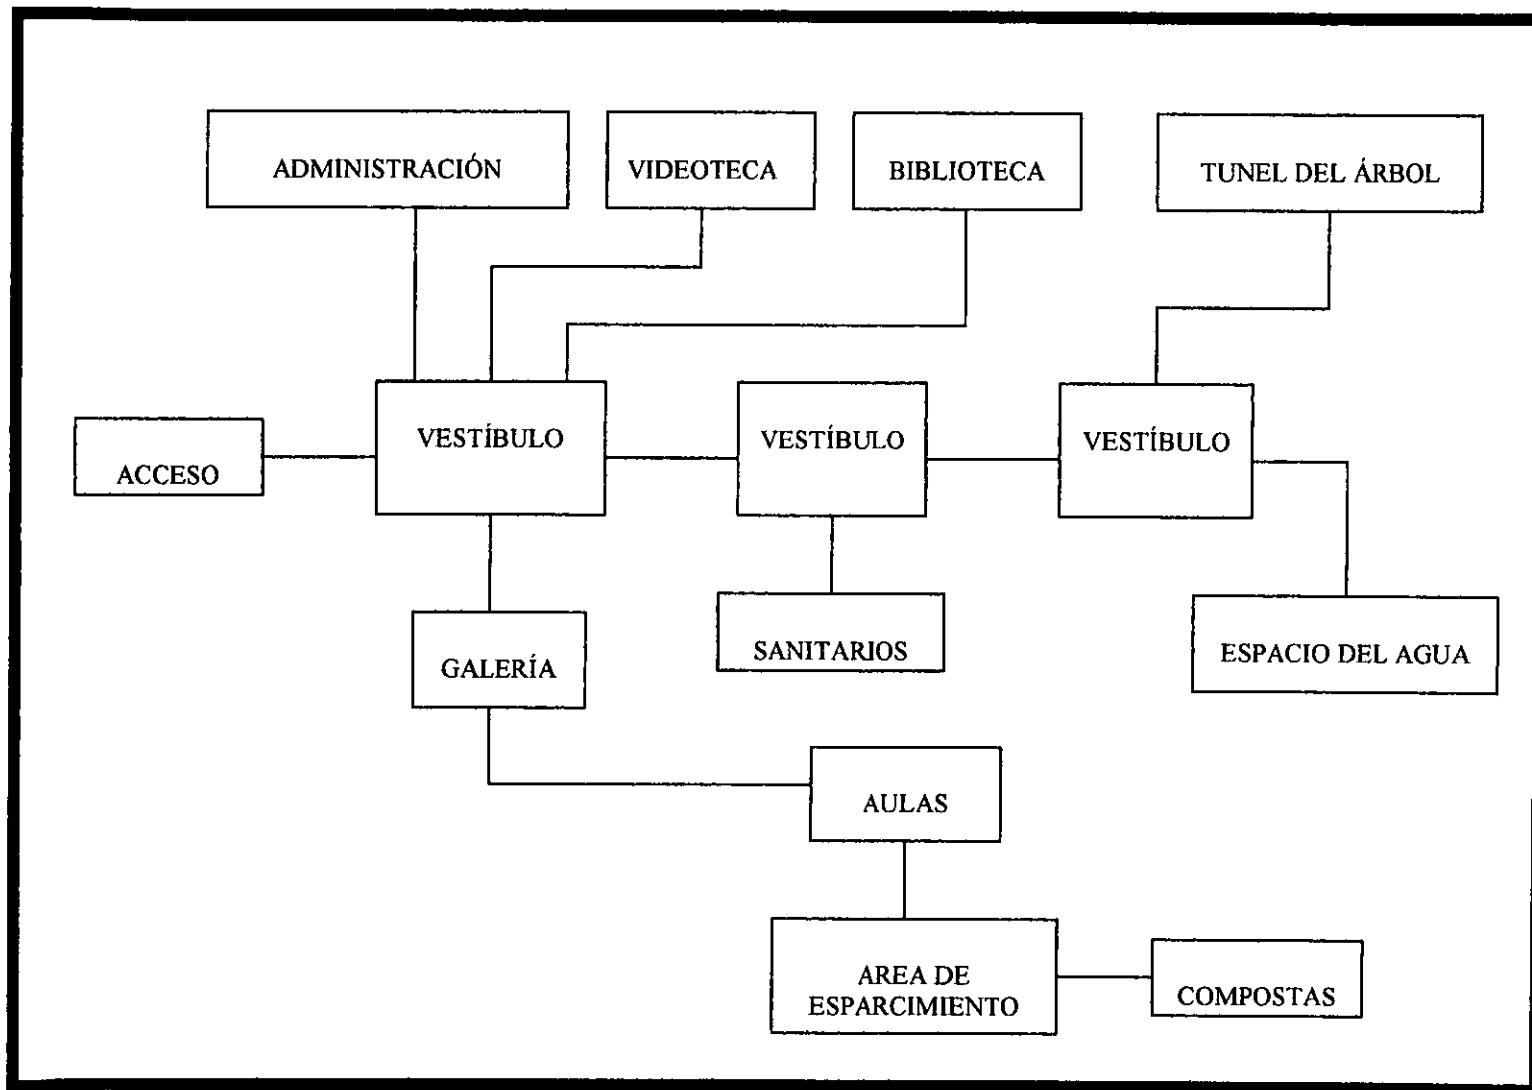 ADMINISTRACIÓN
VIDEOTECA
BIBLIOTECA
TUNEL DEL ÁRBOL
ACCESO
VESTÍBULO
VESTÍBULO
VESTÍBULO
GALERÍA
SANITARIOS
ESPACIO DEL AGUA
AULAS
AREA DE
ESPARCIMIENTO
COMPOSTAS